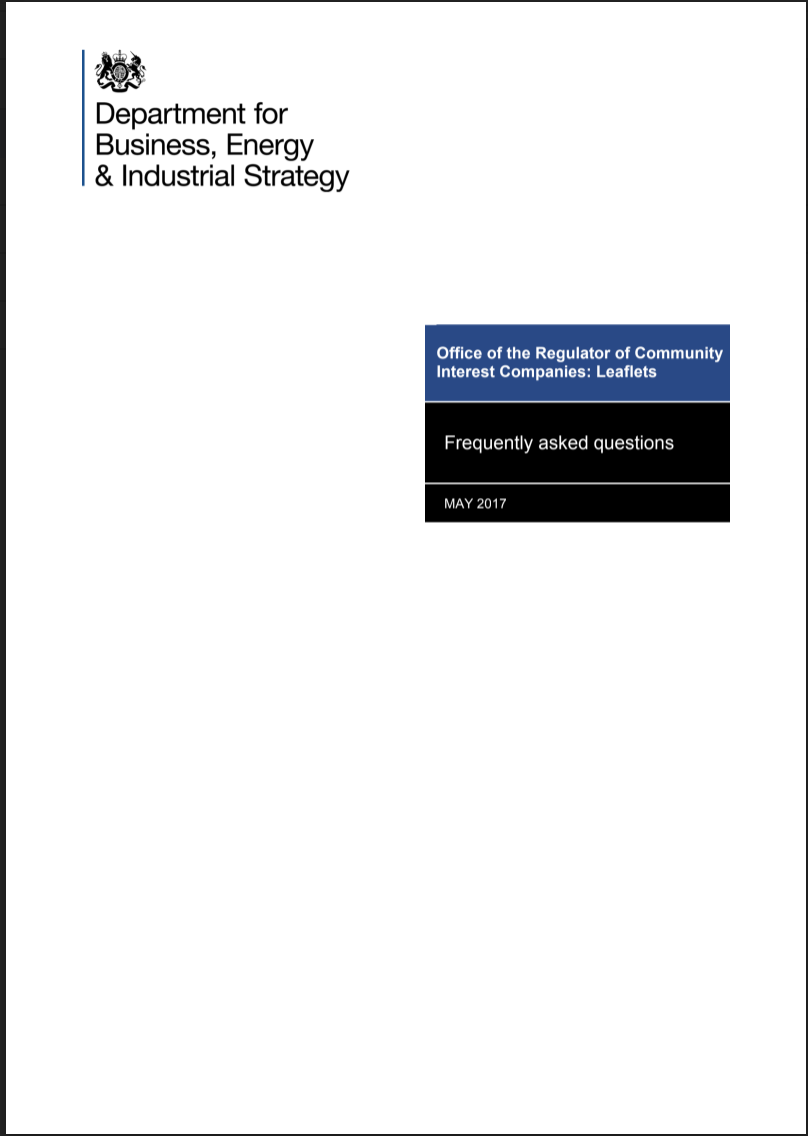 Department for
Business, Energy
& Industrial Strategy
Office of the Regulator of Community
Interest Companies: Leaflets
Frequently asked questions
MAY 2017